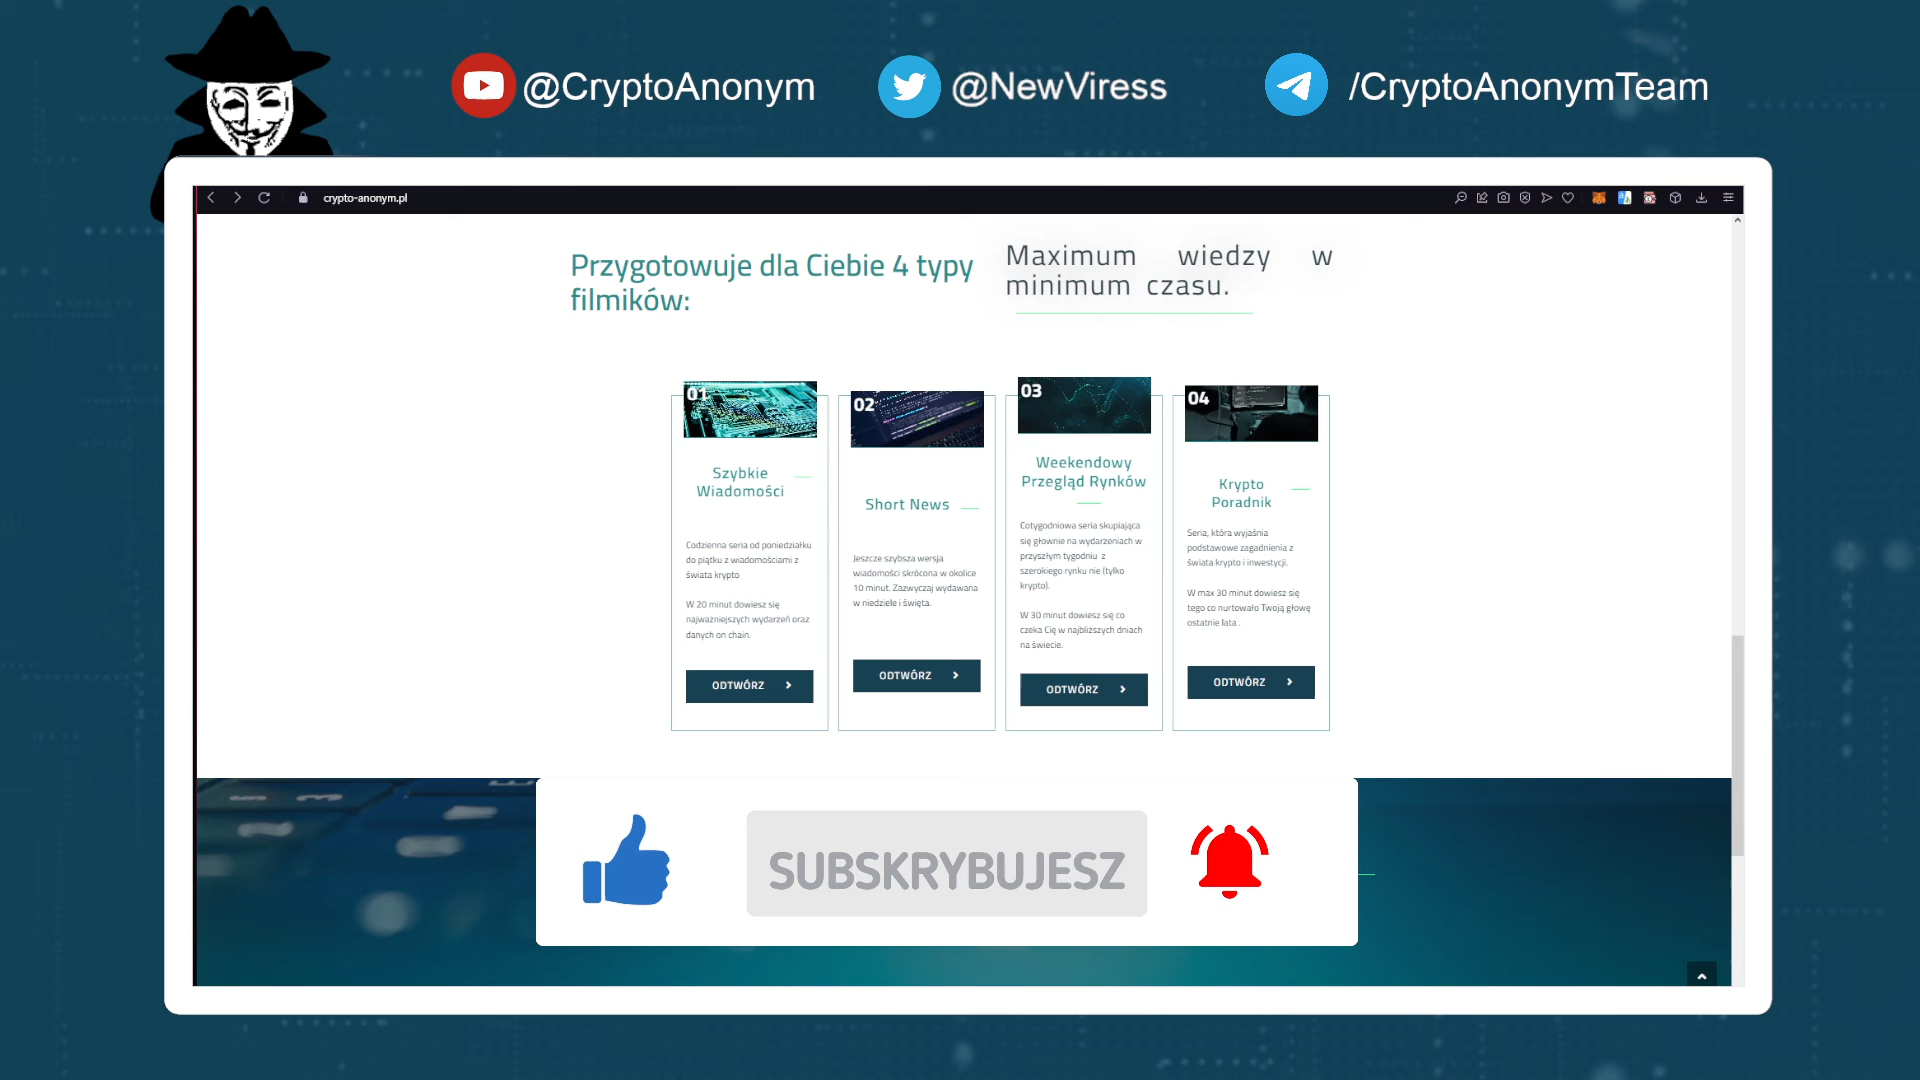 @CryptoAnonym
@NewViress
/CryptoAnonymTeam
crypto-anonym.pl
Przygotowuje dla Ciebie 4 typy
filmików:
Maximum wiedzy w
minimum czasu.
01
Szybkie
Wiadomości
Codzienna seria od poniedziałku
do piątku z wiadomościami z
świata krypto
W 20 minut dowiesz się
najważniejszych wydarzeń oraz
danych on chain.
ODTWÓRZ
02
Short News
Jeszcze szybsza wersja
wiadomości skrócona w okolice
10 minut. Zazwyczaj wydawana
w niedziele i święta.
ODTWÓRZ
03
Weekendowy
Przegląd Rynków
Cotygodniowa seria skupiająca
się głownie na wydarzeniach w
przyszłym tygodniu z
szerokiego rynku nie (tylko
krypto).
W 30 minut dowiesz się co
czeka Cię w najbliższych dniach
na świecie.
ODTWÓRZ
04
Krypto
Poradnik
Seria, która wyjaśnia
podstawowe zagadnienia z
świata krypto i inwestycji.
W max 30 minut dowiesz się
tego co nurtowało Twoją głowę
ostatnie lata .
ODTWÓRZ
SUBSKRYBUJESZ